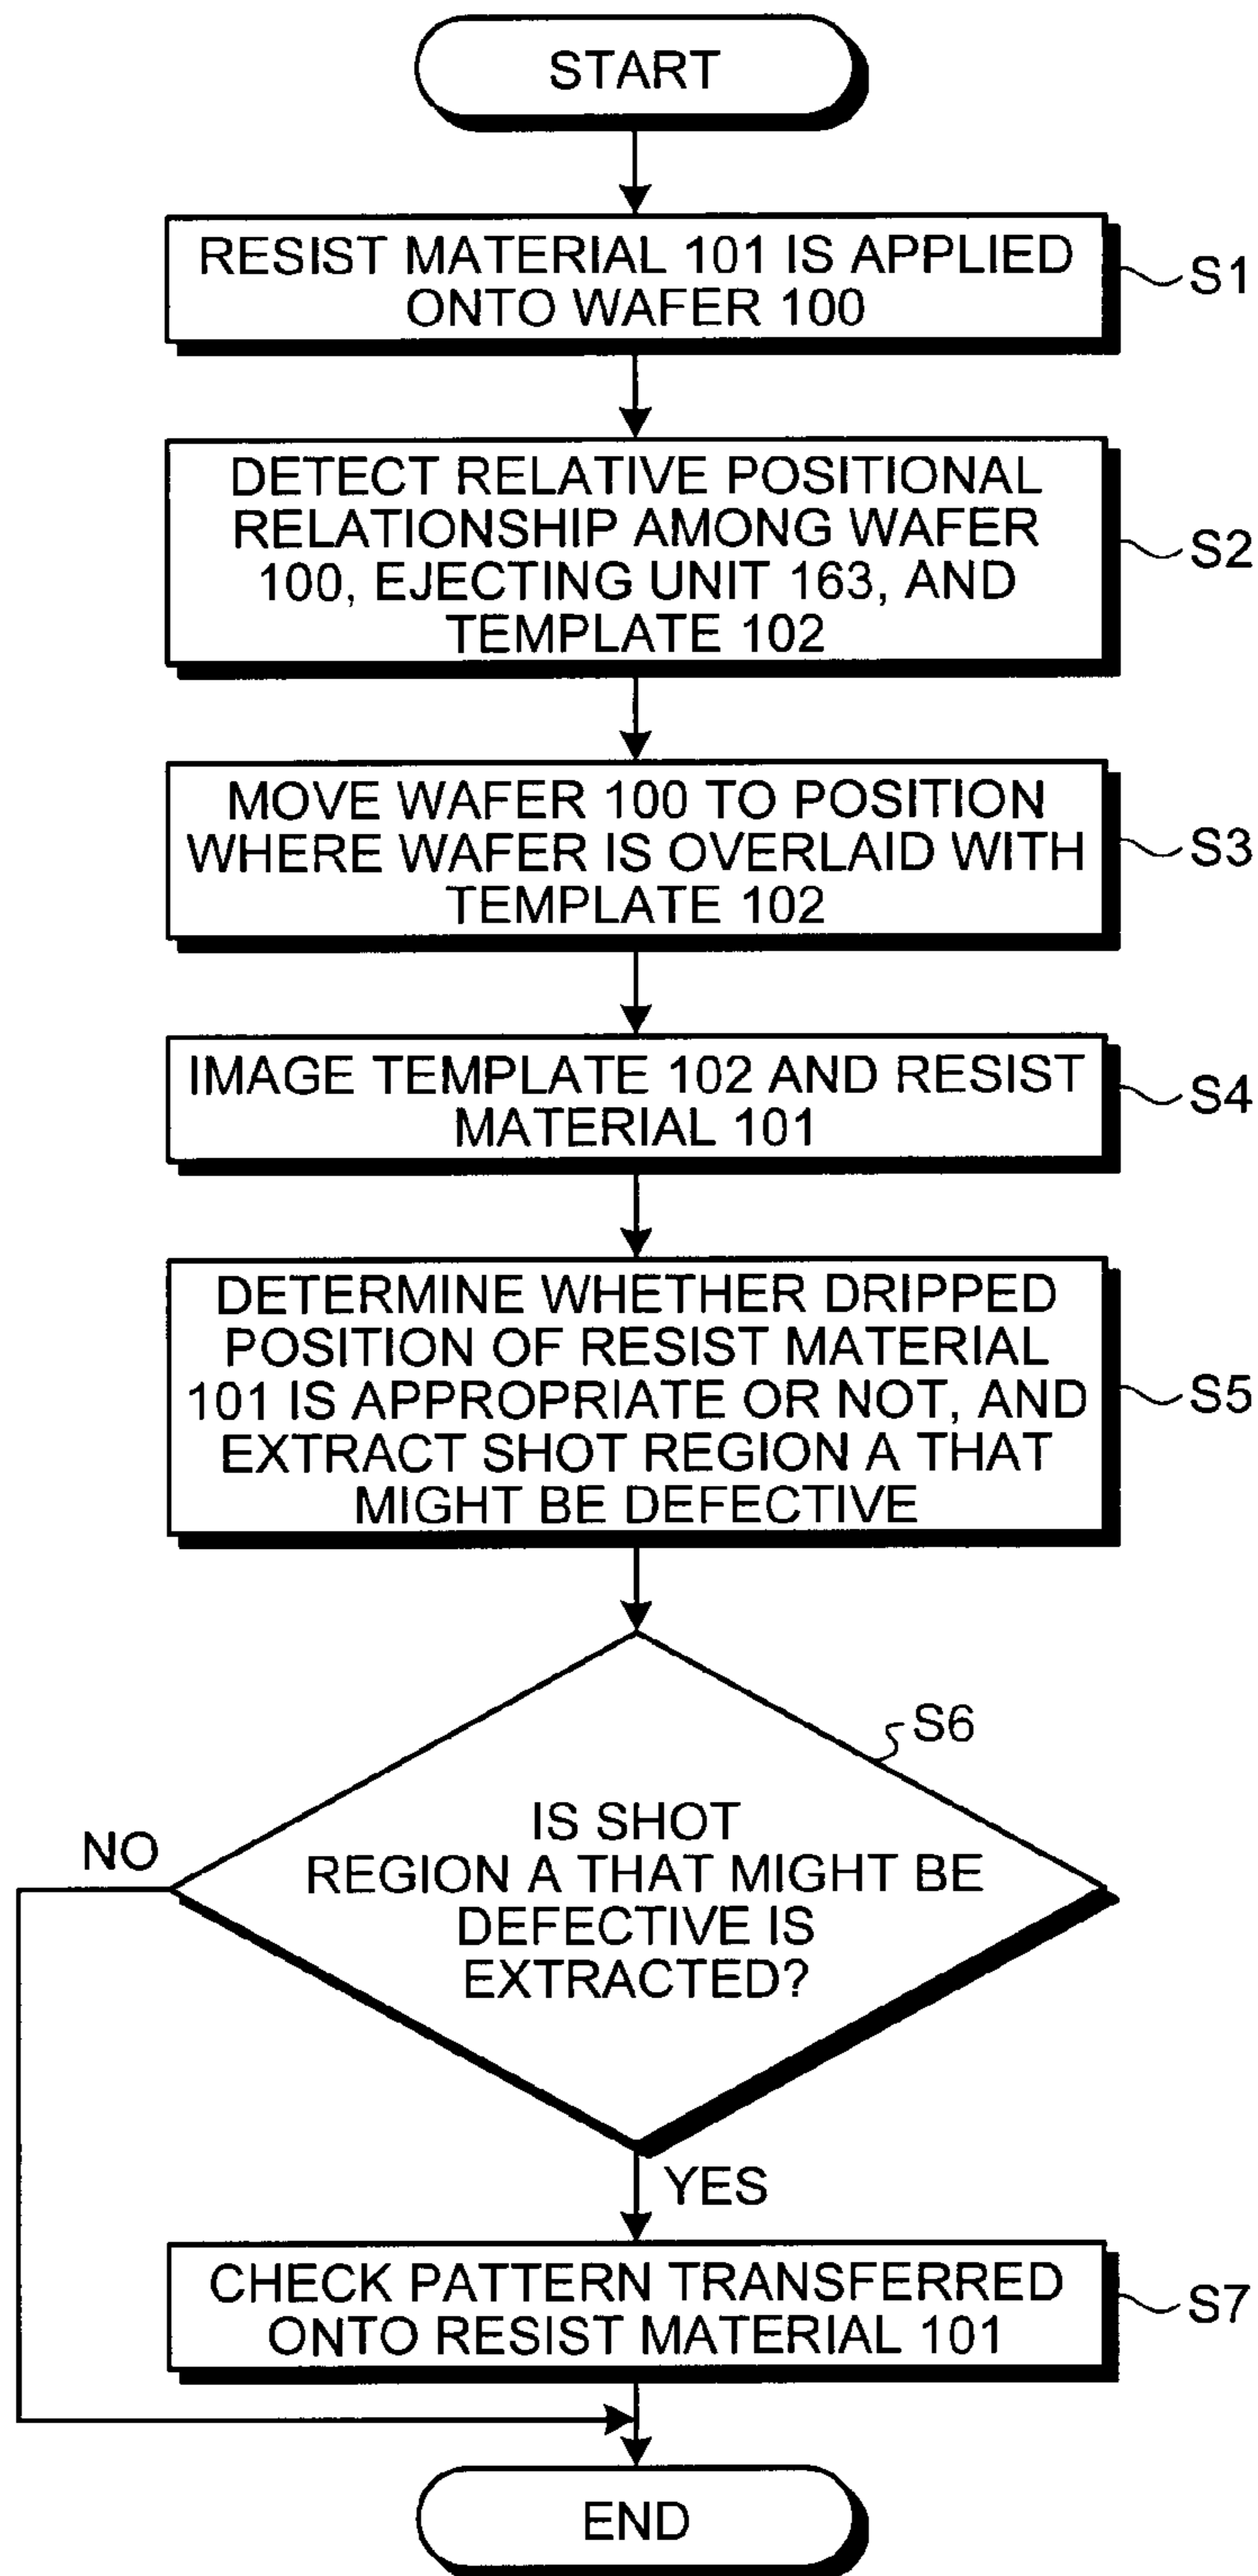 START
RESIST MATERIAL 101 IS APPLIED
ONTO WAFER 100
S1
DETECT RELATIVE POSITIONAL
RELATIONSHIP AMONG WAFER
100, EJECTING UNIT 163, AND
TEMPLATE 102
S2
MOVE WAFER 100 TO POSITION
WHERE WAFER IS OVERLAID WITH
TEMPLATE 102
S3
IMAGE TEMPLATE 102 AND RESIST
MATERIAL 101
S4
DETERMINE WHETHER DRIPPED
POSITION OF RESIST MATERIAL
101 IS APPROPRIATE OR NOT, AND
EXTRACT SHOT REGION A THAT
MIGHT BE DEFECTIVE
S5
S6
IS SHOT
REGION A THAT MIGHT BE
DEFECTIVE IS
EXTRACTED?
NO
YES
CHECK PATTERN TRANSFERRED
ONTO RESIST MATERIAL 101
S7
END